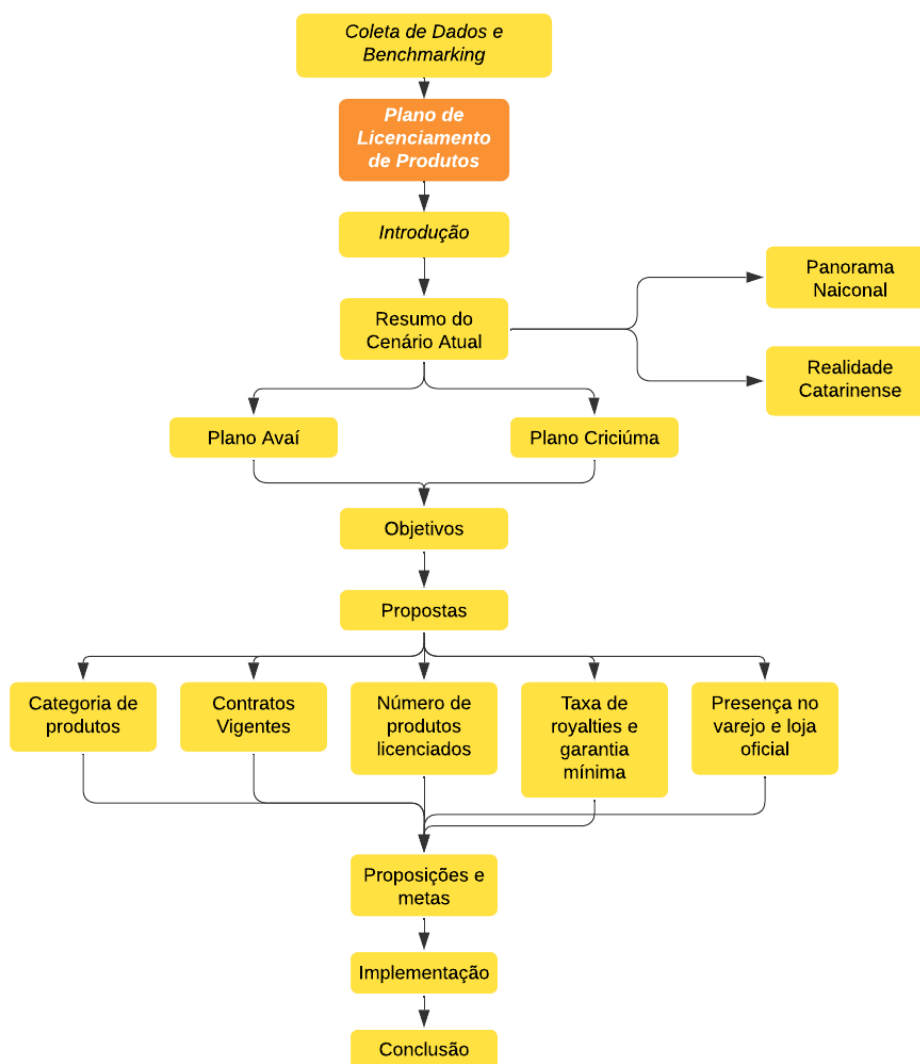 Coleta de Dados e
Benchmarking
Plano de
Licenciamento
de Produtos
Introdução
Resumo do
Cenário Atual
Panorama
Naiconal
Realidade
Catarinense
Plano Avaí
Plano Criciúma
Objetivos
Propostas
Categoria de
produtos
Contratos
Vigentes
Número de
produtos
licenciados
Taxa de
royalties e
garantia
mínima
Presença no
varejo e loja
oficial
Proposições e
metas
Implementação
Conclusão